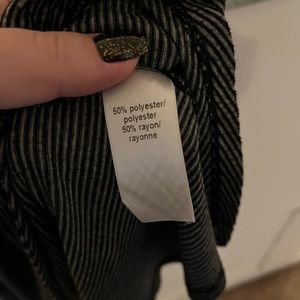 50% polyester/
polyester
50% rayon/
rayonne